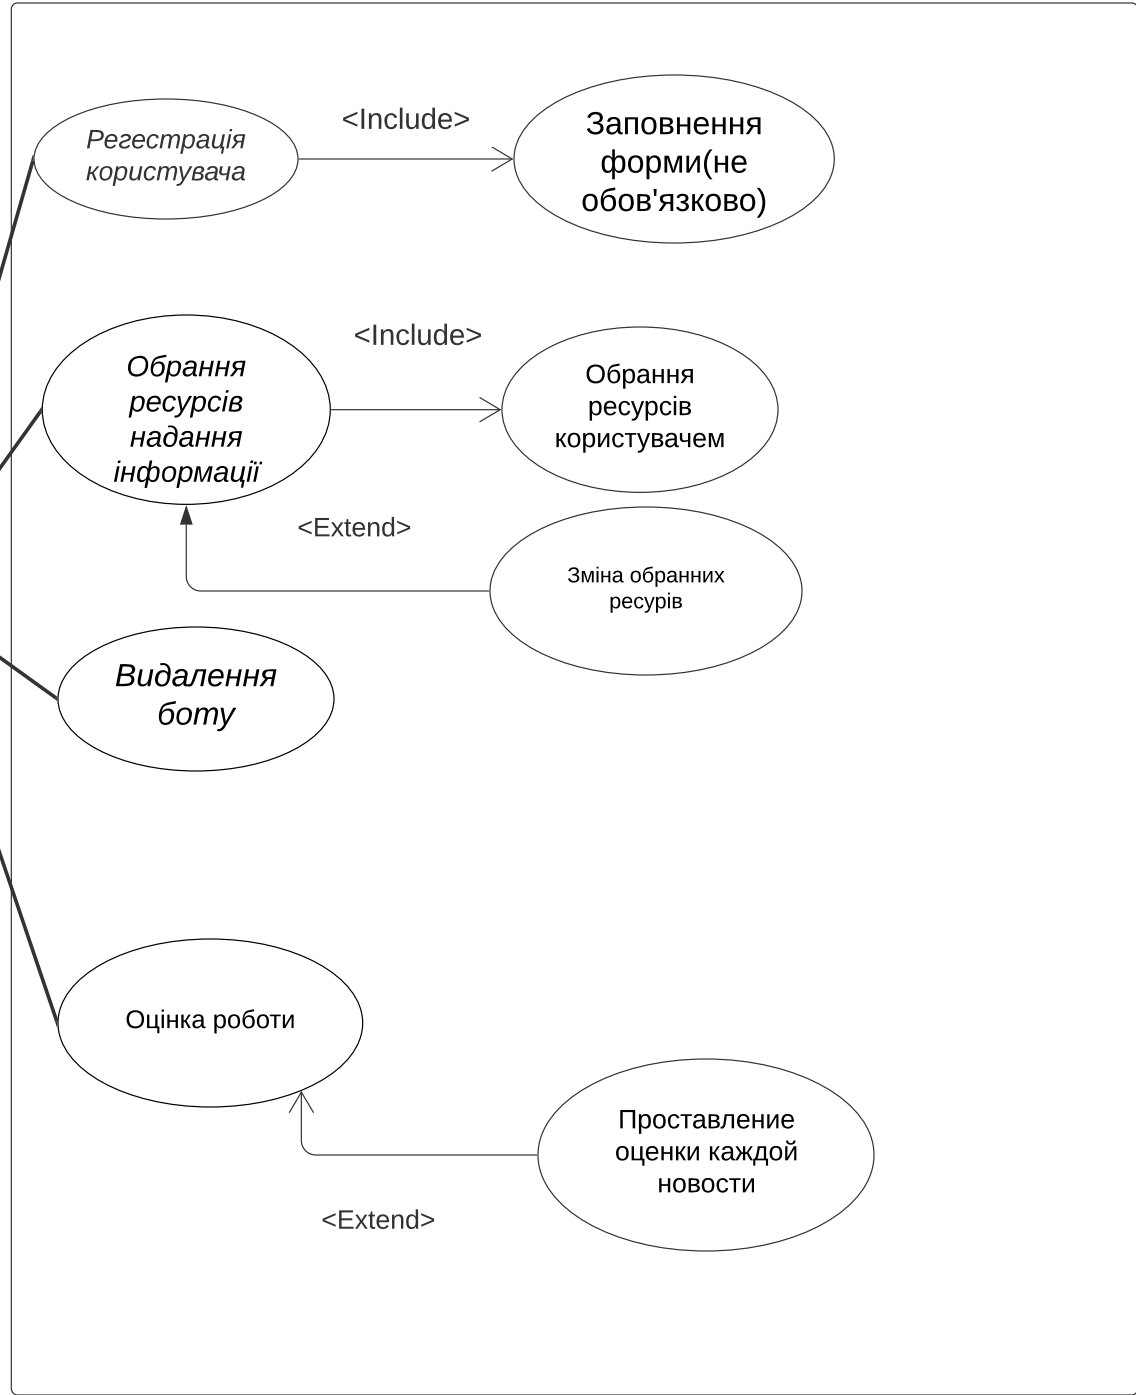 Регестрація
користувача
<Include>
Заповнення
форми(не
обов'язково)
Обрання
ресурсів
надання
інформації
<Include>
Обрання
ресурсів
користувачем
<Extend>
Зміна обранних
ресурів
Видалення
боту
Оцінка роботи
Проставление
оценки каждой
новости
<Extend>